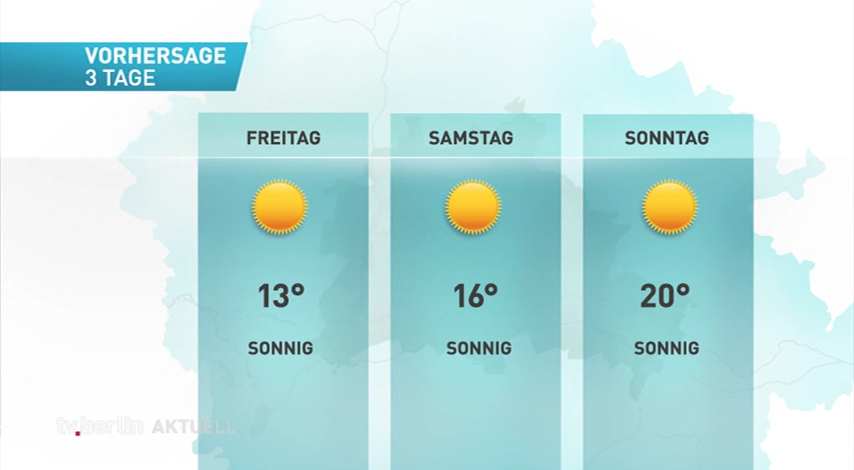 VORHERSAGE
3 TAGE
FREITAG
SAMSTAG
SONNTAG
13°
16°
20°
SONNIG
SONNIG
SONNIG
tv.berlin AKTUELL